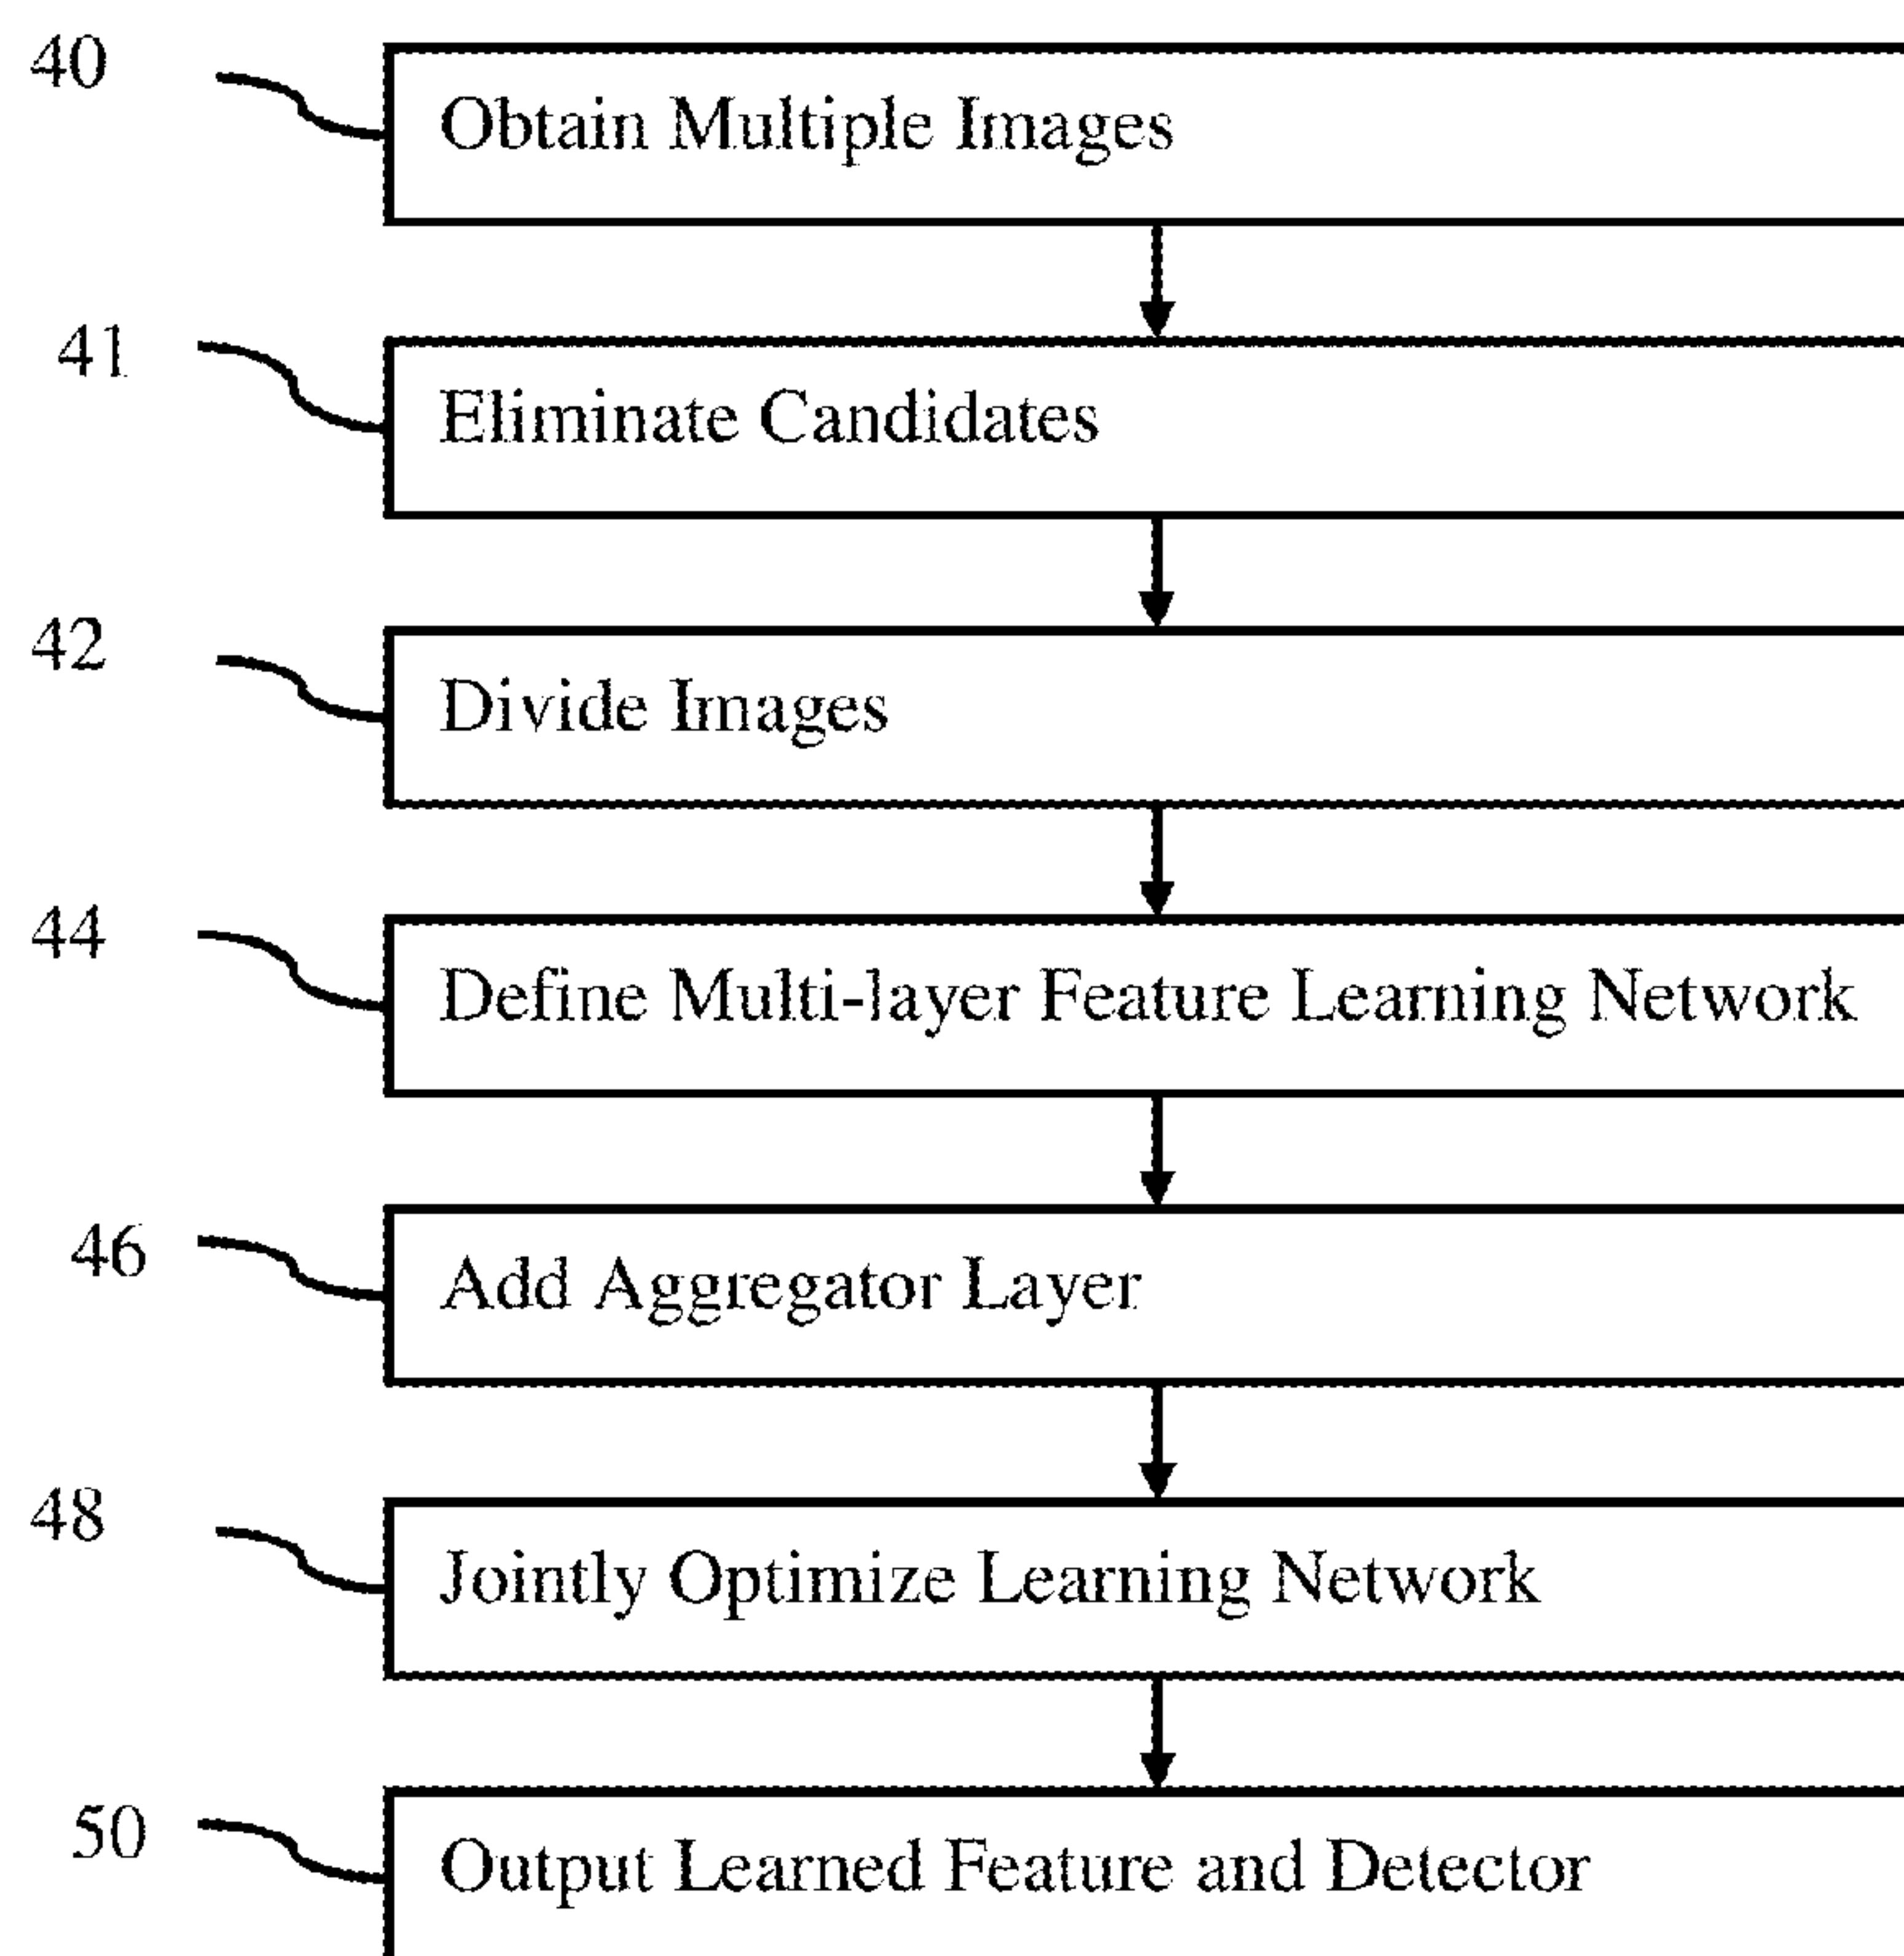 40
Obtain Multiple Images
41
Eliminate Candidates
42
Divide Images
44
Define Multi-layer Feature Learning Network
46
Add Aggregator Layer
48
Jointly Optimize Learning Network
50
Output Learned Feature and Detector